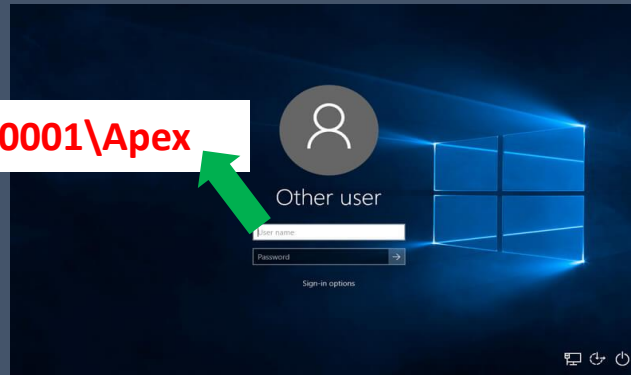 0001\Apex
Other user
User name
Password
Sign-in options